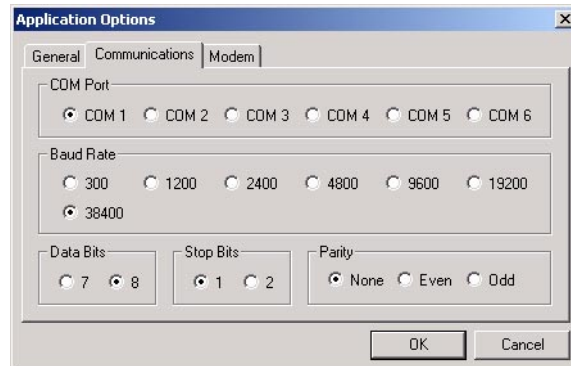 Application Options
General Communications Modem
COM Port
COM 1 COM 2 COM 3 COM 4 COM 5 COM 6
Baud Rate
300 1200 2400 4800 9600 19200
38400
Data Bits Stop Bits Parity
7 8 1 2 None Even Odd
OK Cancel